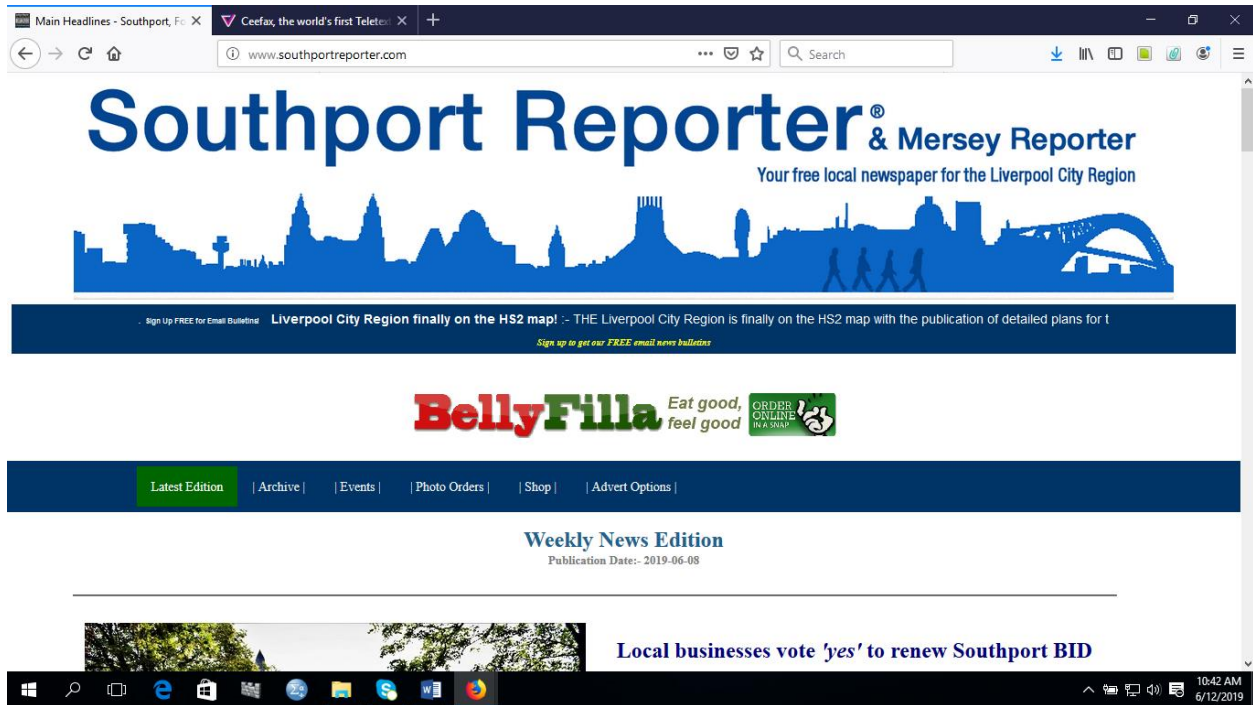 Main Headlines - Southport, Fo
Ceefax, the world's first Teletex
www.southportreporter.com
Search
Southport Reporter®
& Mersey Reporter
Your free local newspaper for the Liverpool City Region
. Sign Up FREE for Email Bulletins! Liverpool City Region finally on the HS2 map! :- THE Liverpool City Region is finally on the HS2 map with the publication of detailed plans for t
Sign up to get our FREE email news bulletins
BellyFilla
Eat good,
feel good
ORDER
ONLINE
IN A SNAP
Latest Edition | Archive | | Events | | Photo Orders | | Shop | | Advert Options |
Weekly News Edition
Publication Date:- 2019-06-08
Local businesses vote 'yes' to renew Southport BID
10:42 AM
6/12/2019